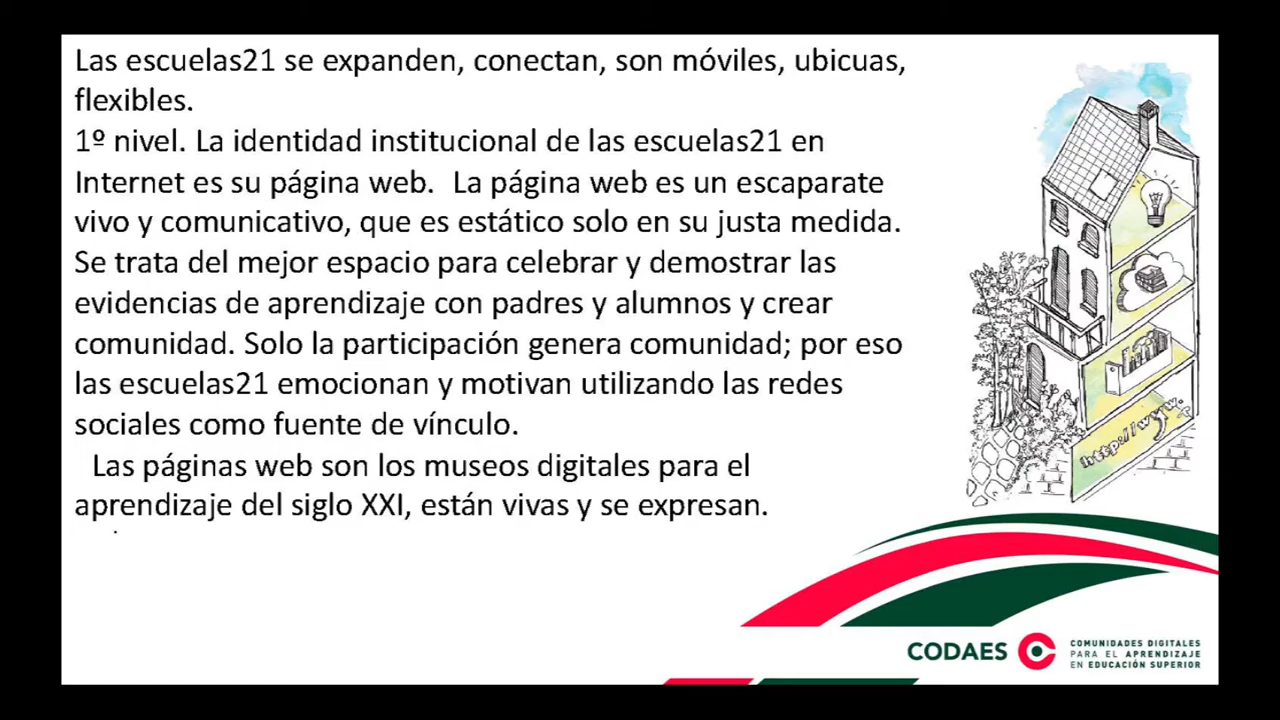 Las escuelas21 se expanden, conectan, son móviles, ubicuas,
flexibles.
1º nivel. La identidad institucional de las escuelas21 en
Internet es su página web.  La página web es un escaparate
vivo y comunicativo, que es estático solo en su justa medida.
Se trata del mejor espacio para celebrar y demostrar las
evidencias de aprendizaje con padres y alumnos y crear
comunidad. Solo la participación genera comunidad; por eso
las escuelas21 emocionan y motivan utilizando las redes
sociales como fuente de vínculo.
Las páginas web son los museos digitales para el
aprendizaje del siglo XXI, están vivas y se expresan.
http://www.
CODAES
COMUNIDADES DIGITALES
PARA EL APRENDIZAJE
EN EDUCACIÓN SUPERIOR